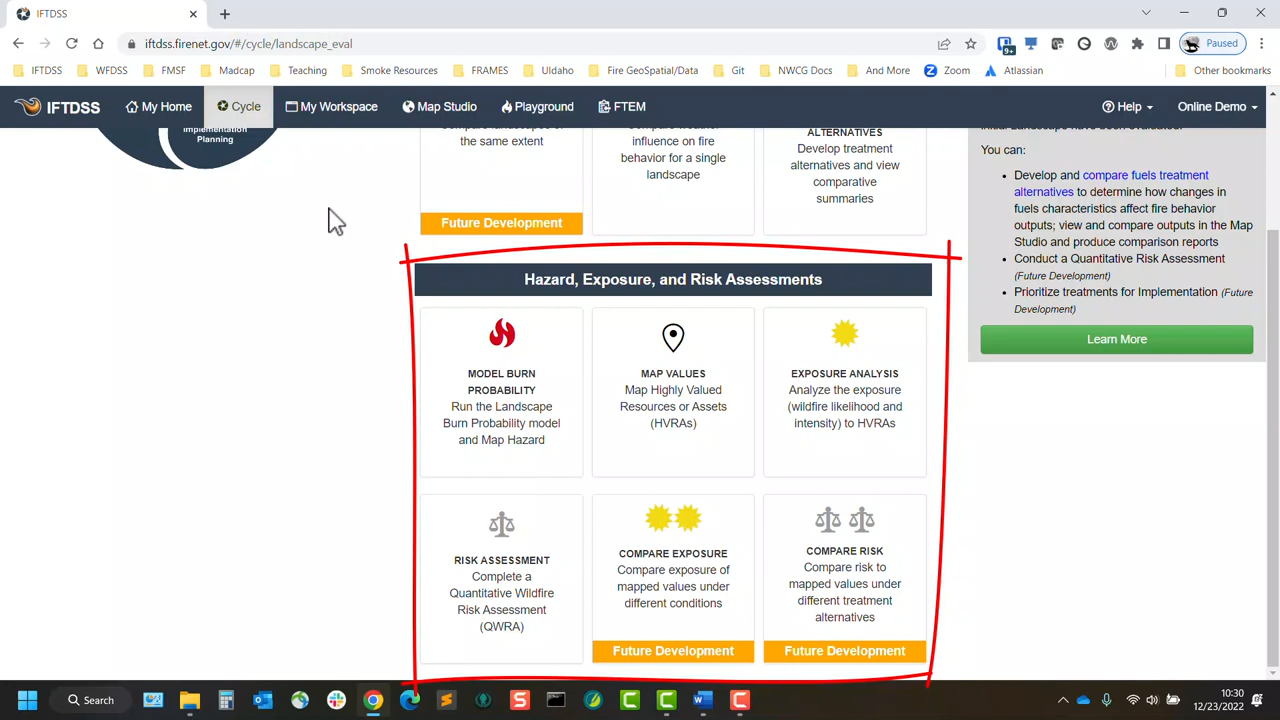 IFTDSS
iftdss.firenet.gov/#/cycle/landscape_eval
9+
Paused
IFTDSS
WFDSS
FMSF
Madcap
Teaching
Smoke Resources
FRAMES
UIdaho
Fire GeoSpatial/Data
Git
NWCG Docs
And More
Zoom
Atlassian
Other bookmarks
IFTDSS
My Home
Cycle
My Workspace
Map Studio
Playground
FTEM
Help
Online Demo
Implementation
Planning
the same extent
influence on fire
behavior for a single
landscape
ALTERNATIVES
Develop treatment
alternatives and view
comparative
summaries
Future Development
You can:
Develop and compare fuels treatment
alternatives to determine how changes in
fuels characteristics affect fire behavior
outputs; view and compare outputs in the Map
Studio and produce comparison reports
Conduct a Quantitative Risk Assessment
(Future Development)
Prioritize treatments for Implementation (Future
Development)
Learn More
Hazard, Exposure, and Risk Assessments
MODEL BURN
PROBABILITY
Run the Landscape
Burn Probability model
and Map Hazard
MAP VALUES
Map Highly Valued
Resources or Assets
(HVRAs)
EXPOSURE ANALYSIS
Analyze the exposure
(wildfire likelihood and
intensity) to HVRAs
RISK ASSESSMENT
Complete a
Quantitative Wildfire
Risk Assessment
(QWRA)
COMPARE EXPOSURE
Compare exposure of
mapped values under
different conditions
Future Development
COMPARE RISK
Compare risk to
mapped values under
different treatment
alternatives
Future Development
Search
10:30
12/23/2022